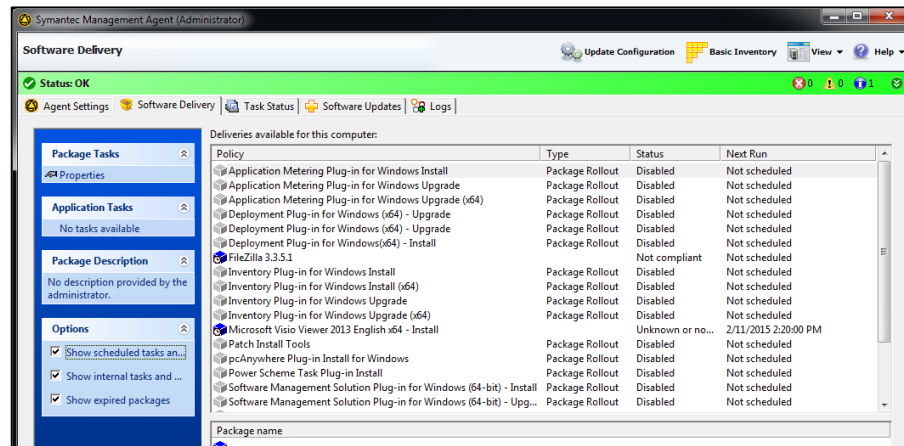 Symantec Management Agent (Administrator)
Software Delivery
Update Configuration Basic Inventory View Help
Status: OK
0 0 1
Agent Settings Software Delivery Task Status Software Updates Logs
Package Tasks
Properties
Application Tasks
No tasks available
Package Description
No description provided by the
administrator.
Options
Show scheduled tasks an...
Show internal tasks and ...
Show expired packages
Deliveries available for this computer:
Policy Type Status Next Run
Application Metering Plug-in for Windows Install Package Rollout Disabled Not scheduled
Application Metering Plug-in for Windows Upgrade Package Rollout Disabled Not scheduled
Application Metering Plug-in for Windows Upgrade (x64) Package Rollout Disabled Not scheduled
Deployment Plug-in for Windows (x64) - Upgrade Package Rollout Disabled Not scheduled
Deployment Plug-in for Windows (x64) - Upgrade Package Rollout Disabled Not scheduled
Deployment Plug-in for Windows(x64) - Install Package Rollout Disabled Not scheduled
FileZilla 3.3.5.1 Not compliant Not scheduled
Inventory Plug-in for Windows Install Package Rollout Disabled Not scheduled
Inventory Plug-in for Windows Install (x64) Package Rollout Disabled Not scheduled
Inventory Plug-in for Windows Upgrade Package Rollout Disabled Not scheduled
Inventory Plug-in for Windows Upgrade (x64) Package Rollout Disabled Not scheduled
Microsoft Visio Viewer 2013 English x64 - Install Unknown or no... 2/11/2015 2:20:00 PM
Patch Install Tools Package Rollout Disabled Not scheduled
pcAnywhere Plug-in Install for Windows Package Rollout Disabled Not scheduled
Power Scheme Task Plug-in Install Package Rollout Disabled Not scheduled
Software Management Solution Plug-in for Windows (64-bit) - Install Package Rollout Disabled Not scheduled
Software Management Solution Plug-in for Windows (64-bit) - Upg... Package Rollout Disabled Not scheduled
Package name